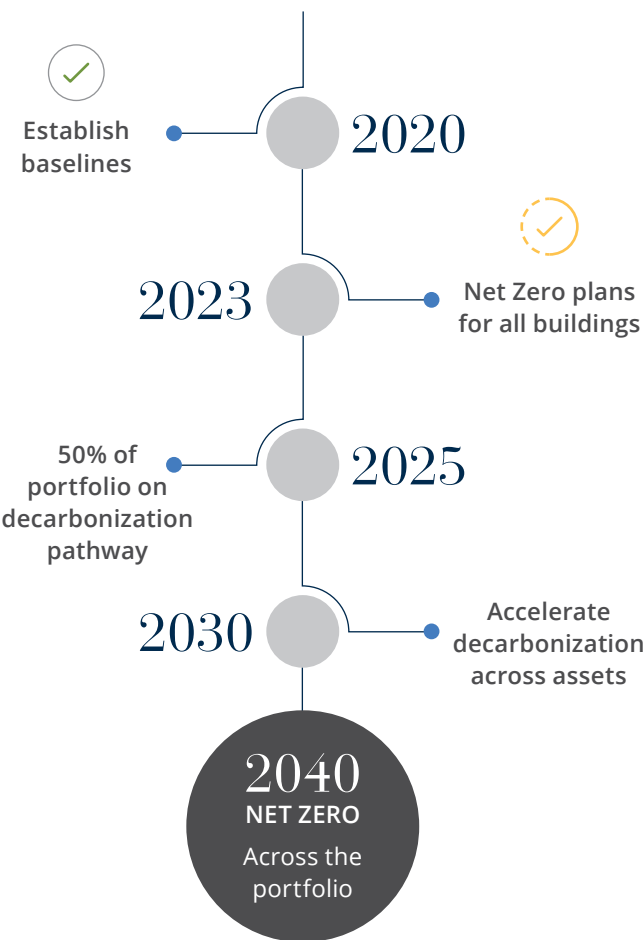 2020
Establish
baselines
2023
Net Zero plans
for all buildings
2025
50% of
portfolio on
decarbonization
pathway
2030
Accelerate
decarbonization
across assets
2040
NET ZERO
Across the
portfolio